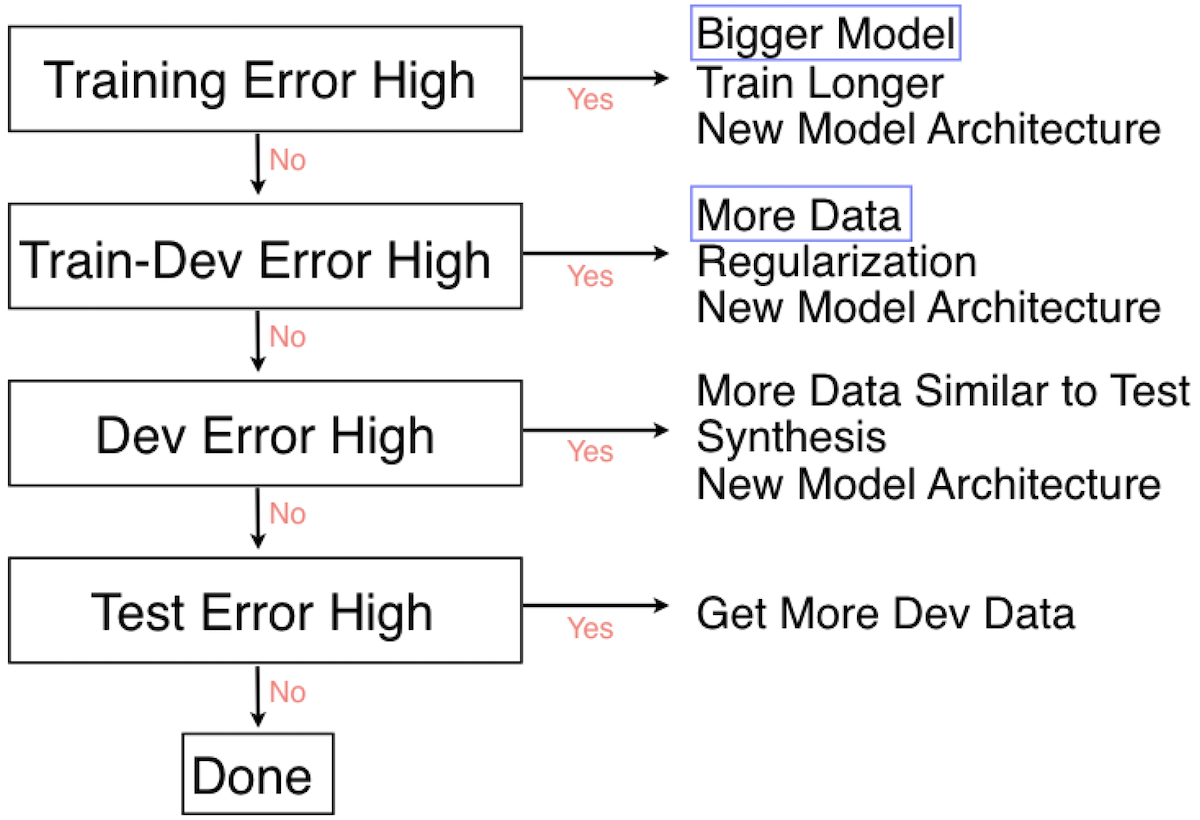 Training Error High
Yes
Bigger Model
Train Longer
New Model Architecture
No
Train-Dev Error High
Yes
More Data
Regularization
New Model Architecture
No
Dev Error High
Yes
More Data Similar to Test
Synthesis
New Model Architecture
No
Test Error High
Yes
Get More Dev Data
No
Done